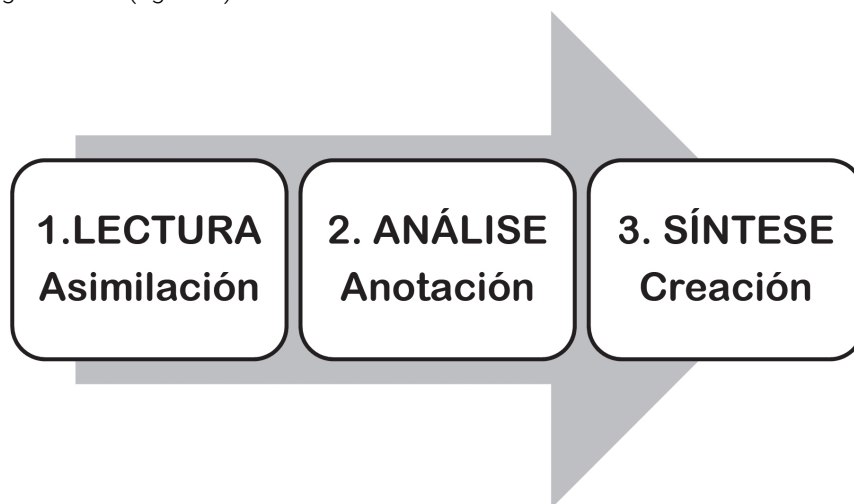 1.LECTURA
Asimilación
2. ANÁLISE
Anotación
3. SÍNTESE
Creación